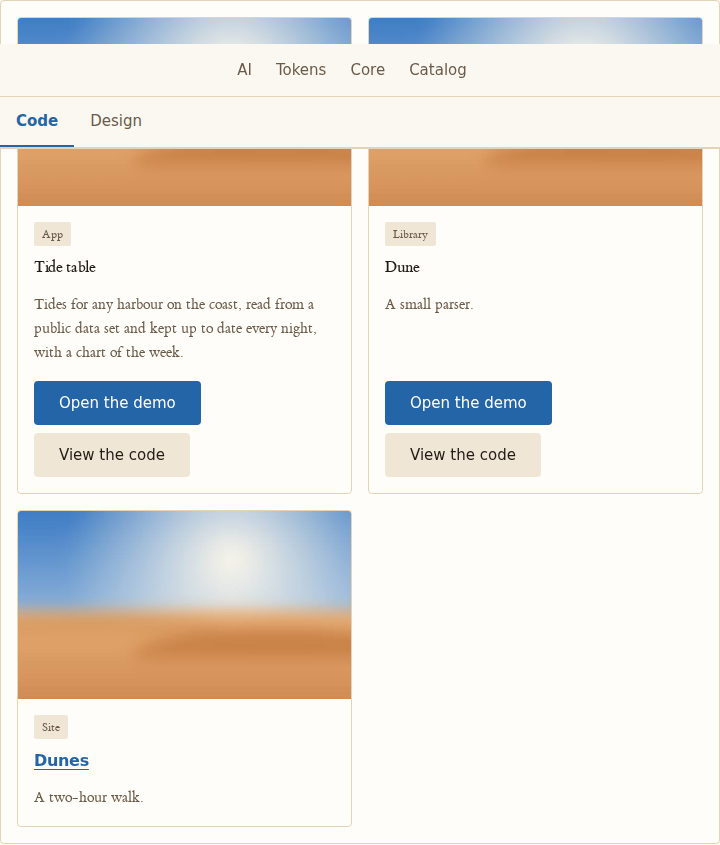 AI Tokens Core Catalog
Code Design
App
Tide table
Tides for any harbour on the coast, read from a
public data set and kept up to date every night,
with a chart of the week.
Open the demo
View the code
Library
Dune
A small parser.
Open the demo
View the code
Site
Dunes
A two-hour walk.